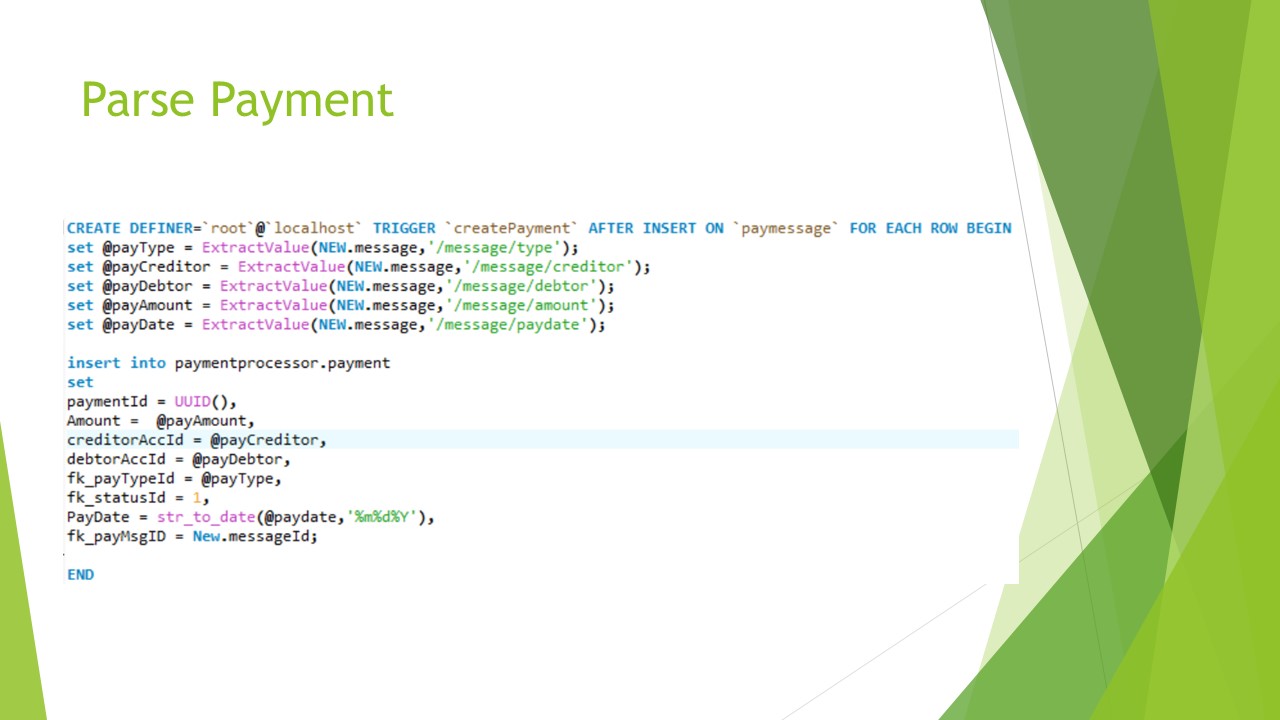 Parse Payment
CREATE DEFINER=`root`@`localhost` TRIGGER `createPayment` AFTER INSERT ON `paymessage` FOR EACH ROW BEGIN
set @payType = ExtractValue(NEW.message,'/message/type');
set @payCreditor = ExtractValue(NEW.message,'/message/creditor');
set @payDebtor = ExtractValue(NEW.message,'/message/debtor');
set @payAmount = ExtractValue(NEW.message,'/message/amount');
set @payDate = ExtractValue(NEW.message,'/message/paydate');
insert into paymentprocessor.payment
set
paymentId = UUID(),
Amount =  @payAmount,
creditorAccId = @payCreditor,
debtorAccId = @payDebtor,
fk_payTypeId = @payType,
fk_statusId = 1,
PayDate = str_to_date(@paydate,'%m%d%Y'),
fk_payMsgID = New.messageId;
END